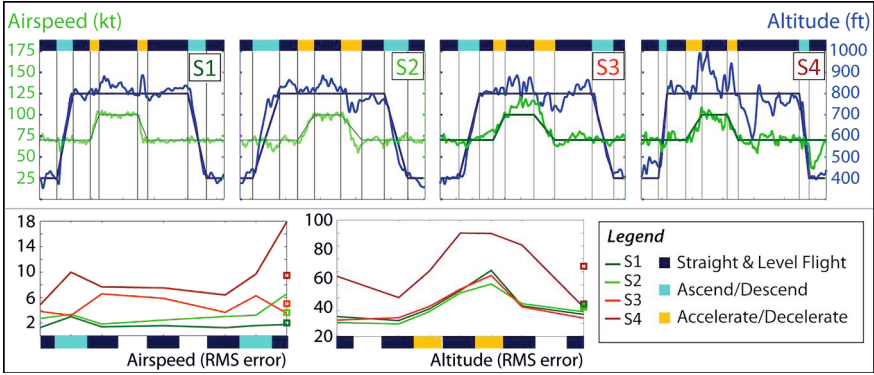 Airspeed (kt) Altitude (ft)
175 150 125 100 75 50 25
S1 S2 S3 S4
1000 900 800 700 600 500 400
18 14 10 6 2
Airspeed (RMS error)
100 80 60 40 20
Altitude (RMS error)
Legend
S1 Straight & Level Flight
S2 Ascend/Descend
S3 Accelerate/Decelerate
S4